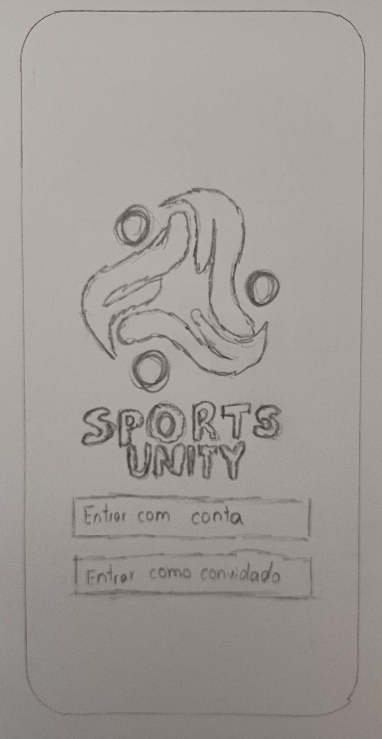 SPORTS
UNITY
Entrar com conta
Entrar como convidado